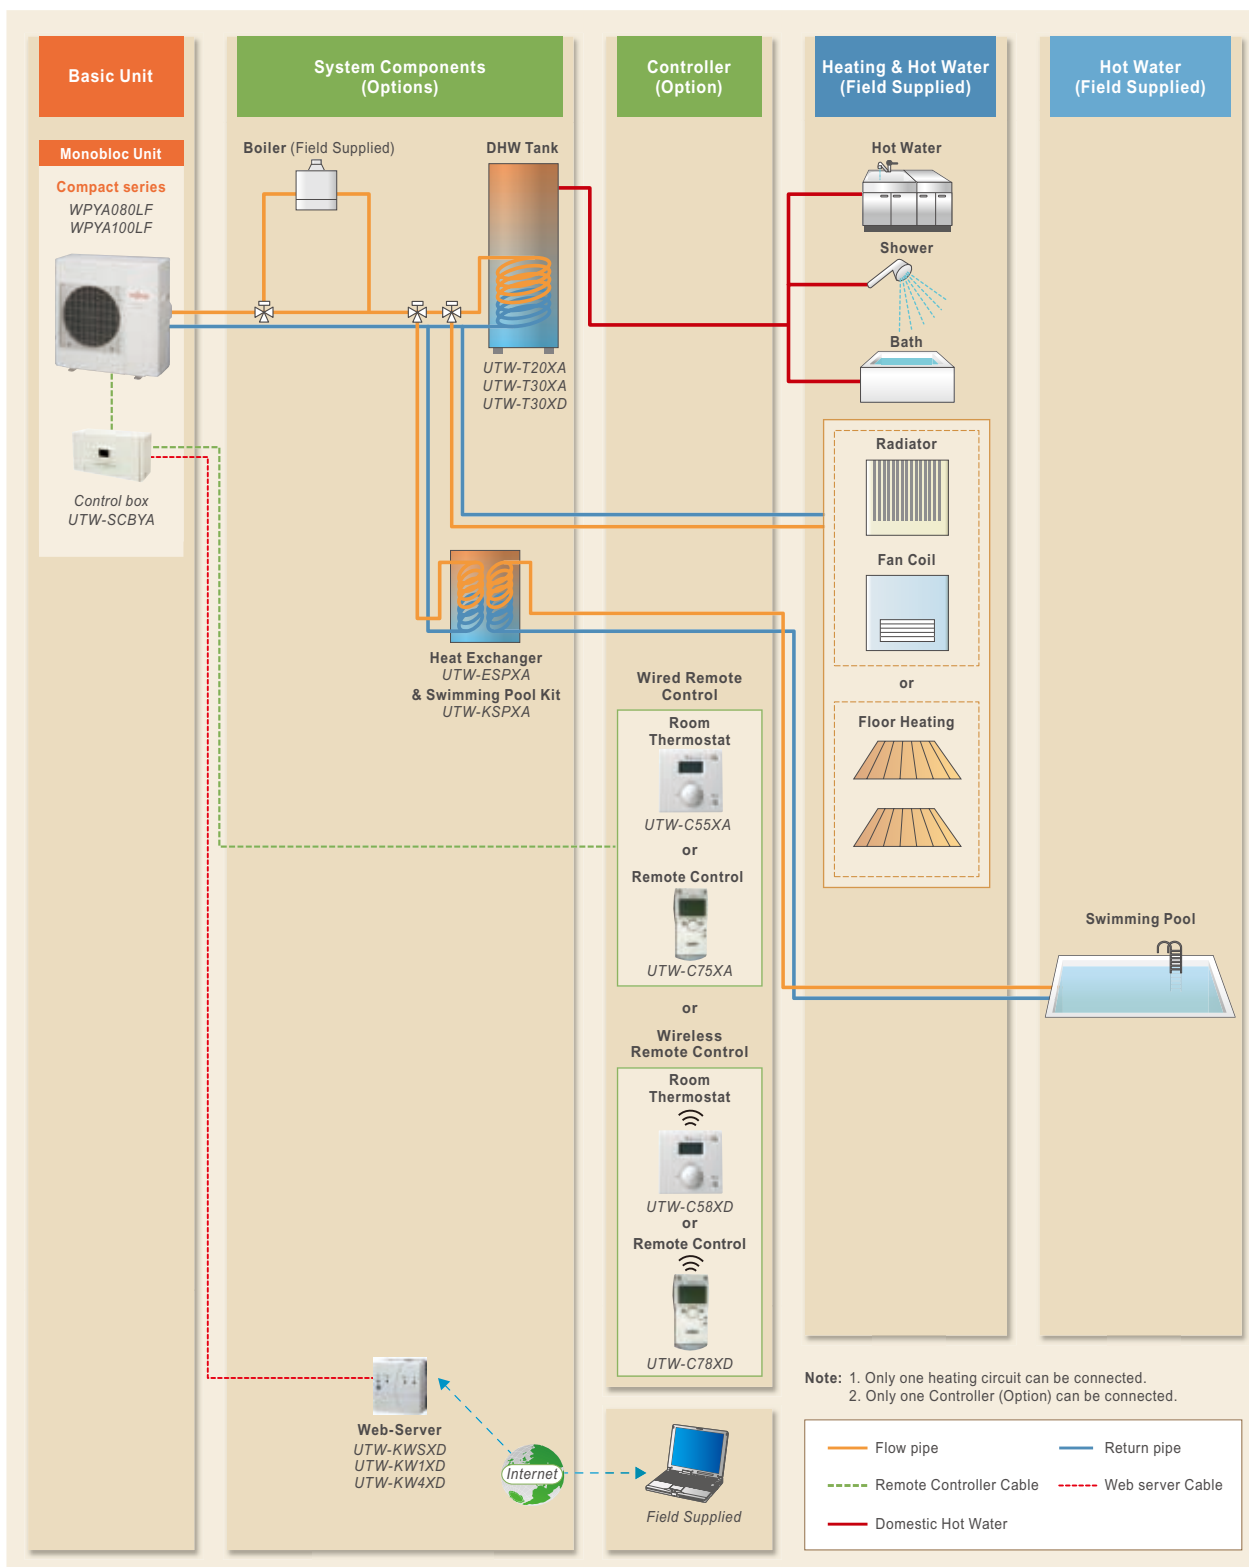 Basic Unit
System Components
(Options)
Controller
(Option)
Heating & Hot Water
(Field Supplied)
Hot Water
(Field Supplied)
Monobloc Unit
Compact series
WPYA080LF
WPYA100LF
Control box
UTW-SCBYA
Boiler (Field Supplied)
DHW Tank
UTW-T20XA
UTW-T30XA
UTW-T30XD
Heat Exchanger
UTW-ESPXA
& Swimming Pool Kit
UTW-KSPXA
Web-Server
UTW-KWSXD
UTW-KW1XD
UTW-KW4XD
Internet
Wired Remote
Control
Room
Thermostat
UTW-C55XA
or
Remote Control
UTW-C75XA
or
Wireless
Remote Control
Room
Thermostat
UTW-C58XD
or
Remote Control
UTW-C78XD
Field Supplied
Hot Water
Shower
Bath
Radiator
Fan Coil
or
Floor Heating
Swimming Pool
Note: 1. Only one heating circuit can be connected.
2. Only one Controller (Option) can be connected.
Flow pipe
Return pipe
Remote Controller Cable
Web server Cable
Domestic Hot Water